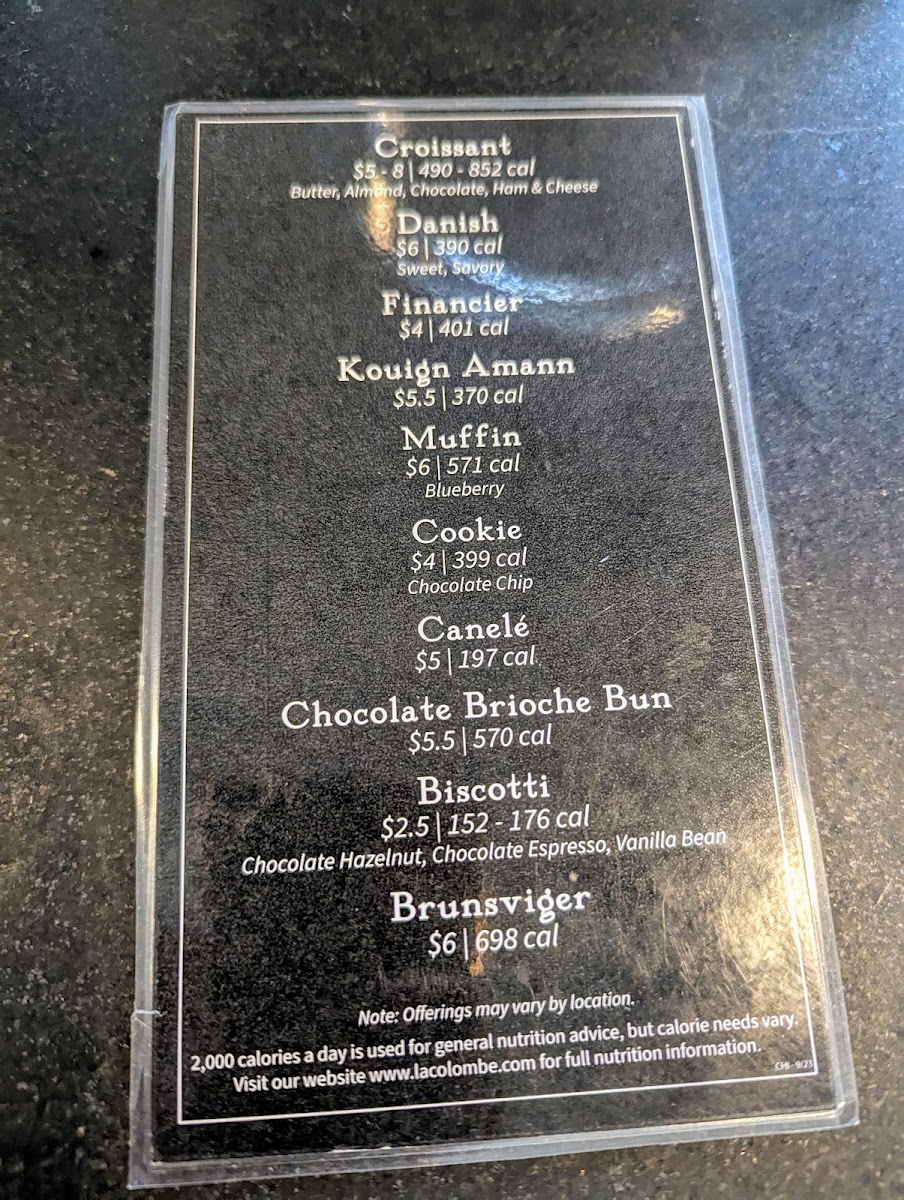 Croissant
$5 - 8 | 490 - 852 cal
Butter, Almond, Chocolate, Ham & Cheese
Danish
$6 | 390 cal
Sweet, Savory
Financier
$4 | 401 cal
Kouign Amann
$5.5 | 370 cal
Muffin
$6 | 571 cal
Blueberry
Cookie
$4 | 399 cal
Chocolate Chip
Canelé
$5 | 197 cal
Chocolate Brioche Bun
$5.5 | 570 cal
Biscotti
$2.5 | 152 - 176 cal
Chocolate Hazelnut, Chocolate Espresso, Vanilla Bean
Brunsviger
$6 | 698 cal
Note: Offerings may vary by location.
2,000 calories a day is used for general nutrition advice, but calorie needs vary.
Visit our website www.lacolombe.com for full nutrition information.
CHI - 9/23